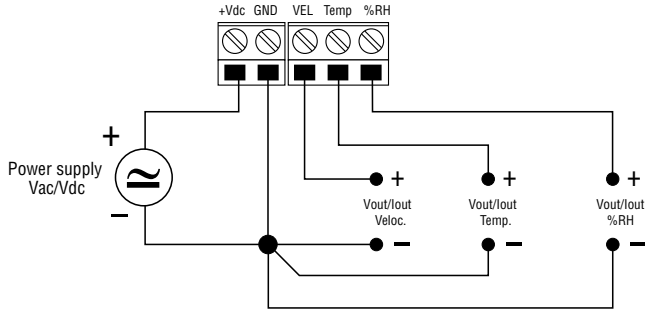 +Vdc GND VEL Temp %RH
+
Power supply
Vac/Vdc
−
+ + +
Vout/Iout Vout/Iout Vout/Iout
Veloc. Temp. %RH
− − −